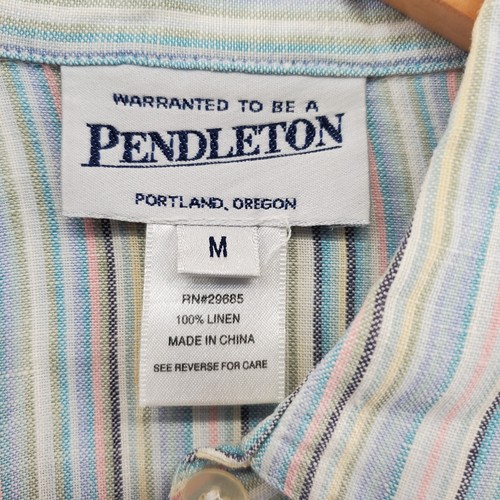 WARRANTED TO BE A
PENDLETON
PORTLAND, OREGON
M
RN#29685
100% LINEN
MADE IN CHINA
SEE REVERSE FOR CARE